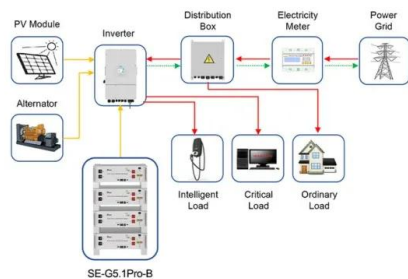 PV Module
Inverter
Distribution
Box
Electricity
Meter
Power
Grid
Alternator
Intelligent
Load
Critical
Load
Ordinary
Load
SE-G5.1Pro-B